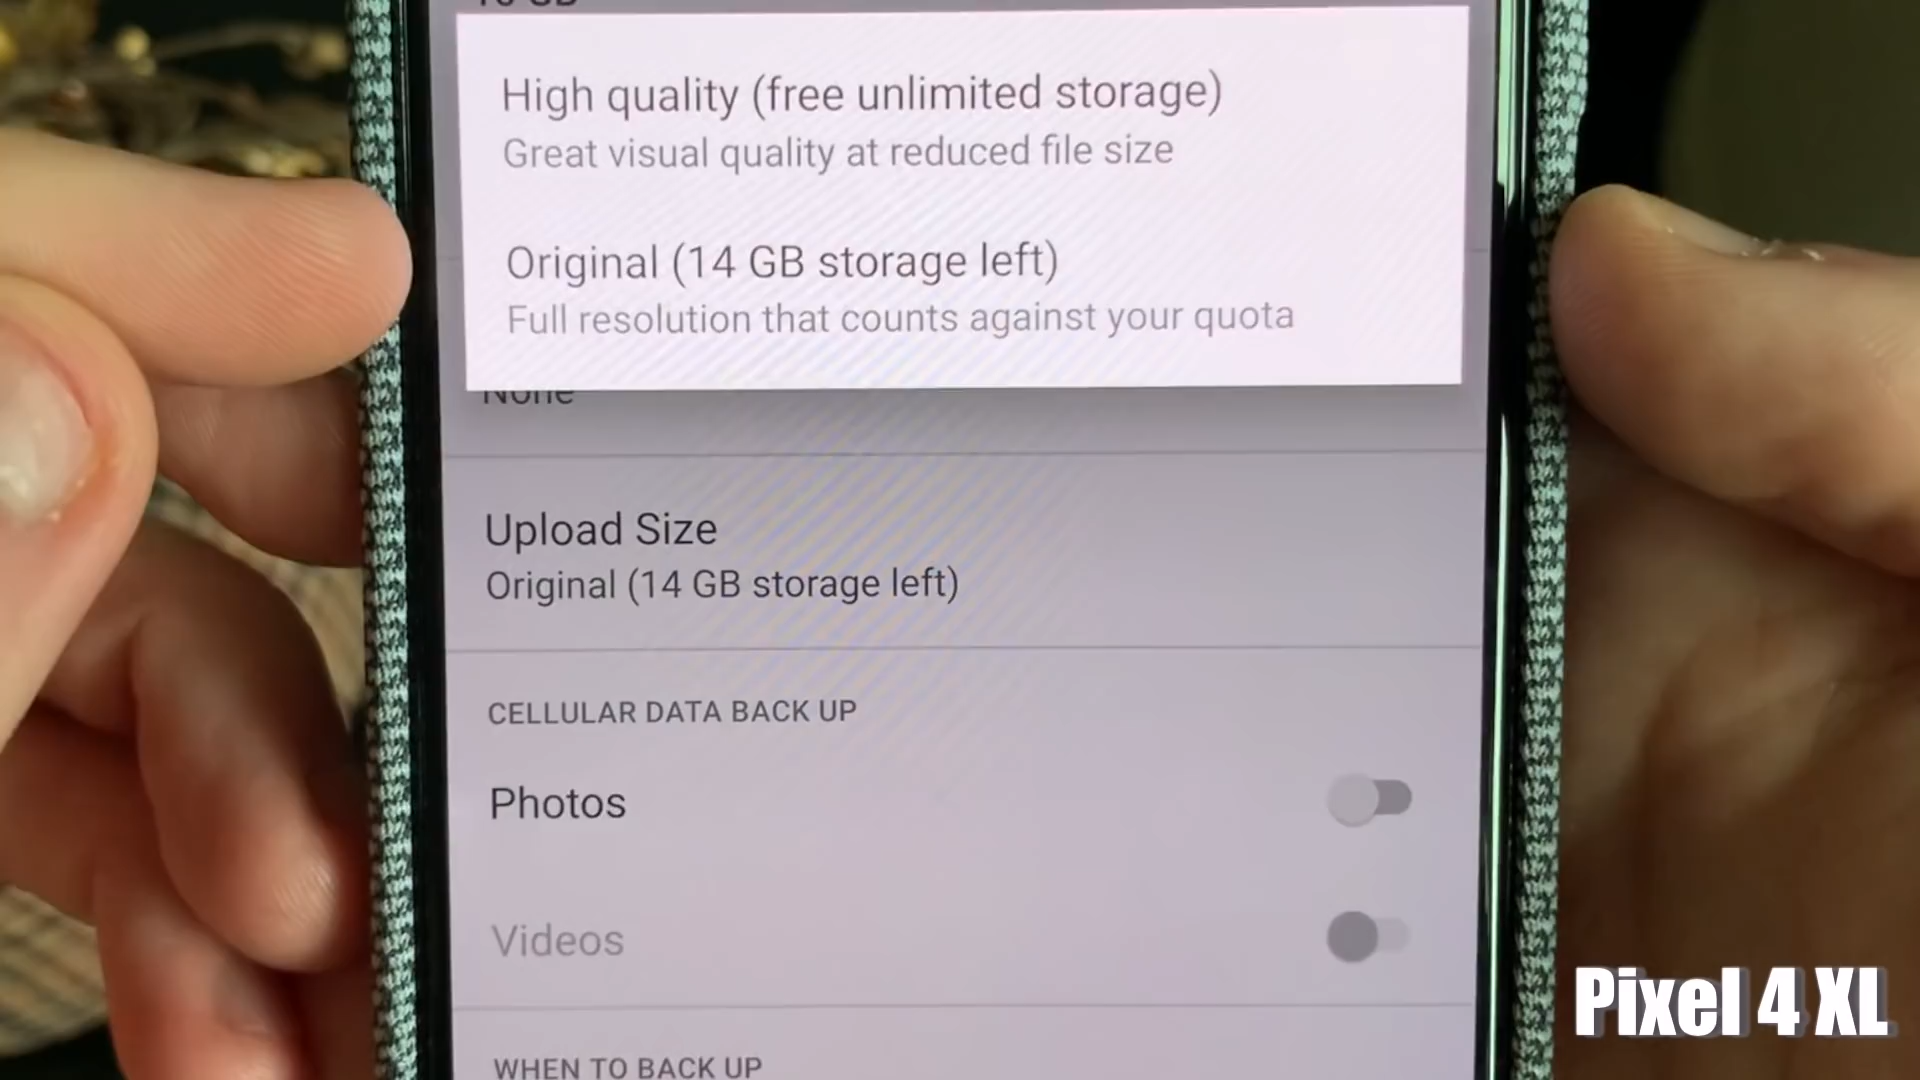 High quality (free unlimited storage)
Great visual quality at reduced file size
Original (14 GB storage left)
Full resolution that counts against your quota
None
Upload Size
Original (14 GB storage left)
CELLULAR DATA BACK UP
Photos
Videos
WHEN TO BACK UP
Pixel 4 XL